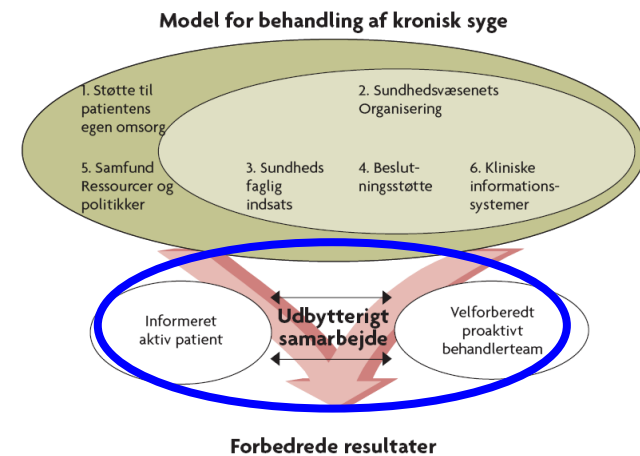 Model for behandling af kronisk syge
1. Støtte til
patientens
egen omsorg
2. Sundhedsvæsenets
Organisering
5. Samfund
Ressourcer og
politikker
3. Sundheds
faglig
indsats
4. Beslut-
ningsstøtte
6. Kliniske
informations-
systemer
Informeret
aktiv patient
Udbytterigt
samarbejde
Velforberedt
proaktivt
behandlerteam
Forbedrede resultater